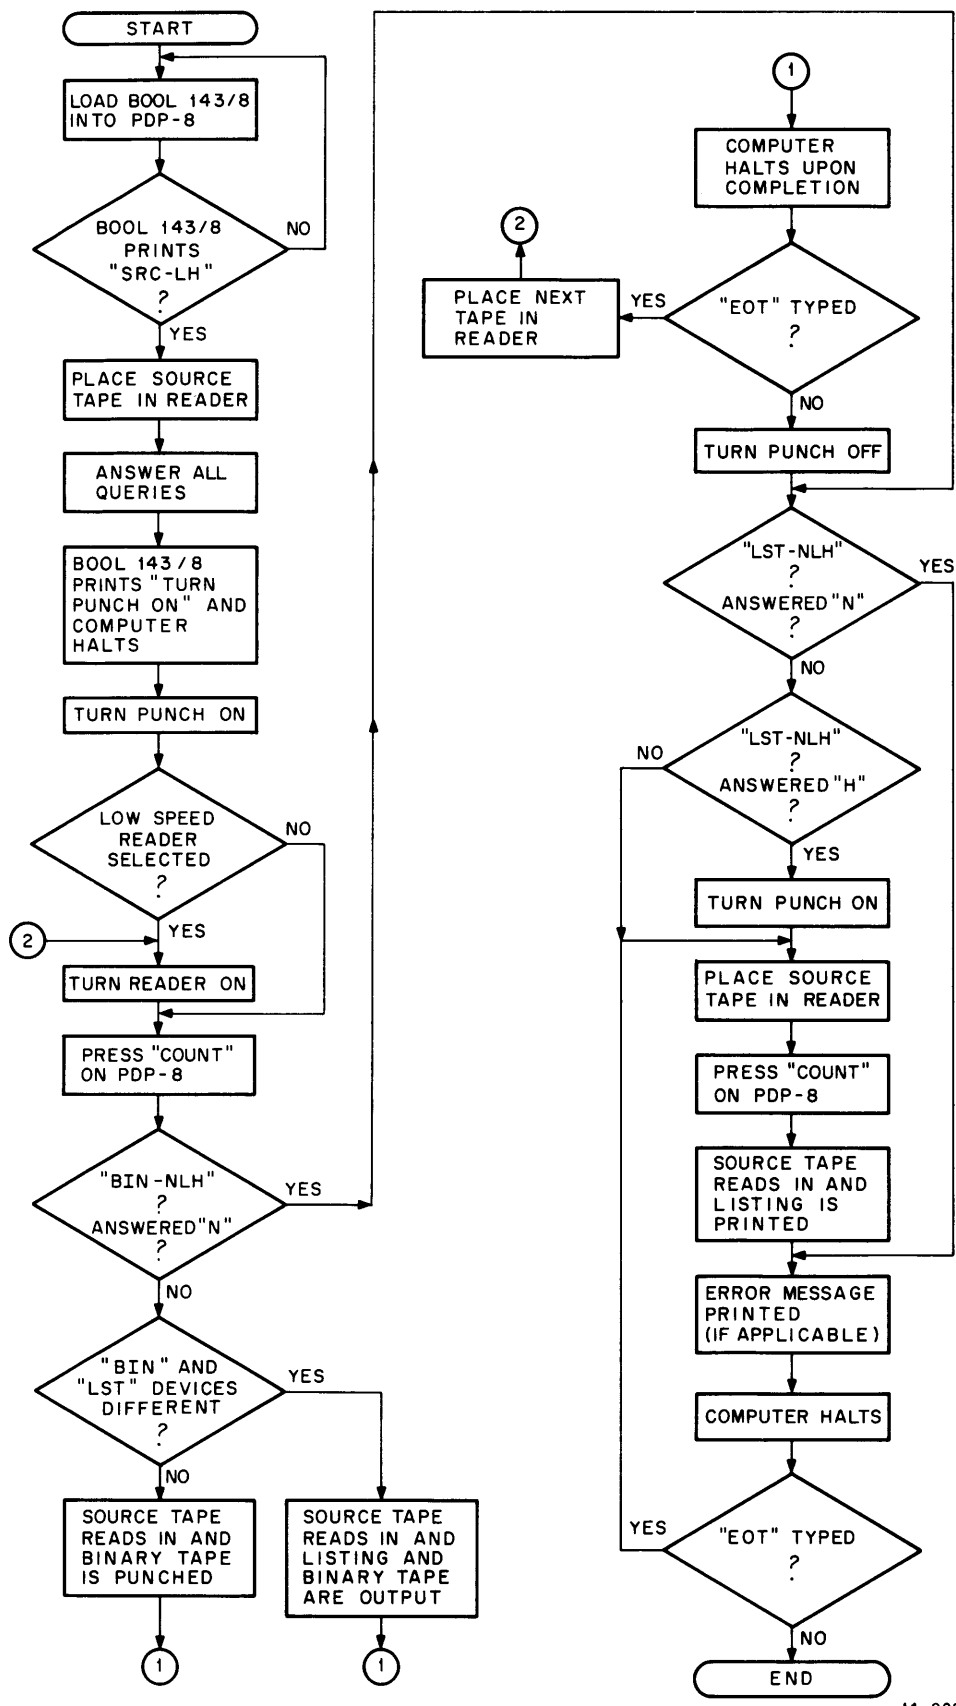 START
LOAD BOOL 143/8
INTO PDP-8
BOOL 143/8
PRINTS
"SRC-LH"
?
NO
YES
PLACE SOURCE
TAPE IN READER
ANSWER ALL
QUERIES
BOOL 143/8
PRINTS "TURN
PUNCH ON" AND
COMPUTER
HALTS
TURN PUNCH ON
LOW SPEED
READER
SELECTED
?
NO
YES
2
TURN READER ON
PRESS "COUNT"
ON PDP-8
"BIN-NLH"
?
ANSWERED "N"
?
YES
NO
"BIN" AND
"LST" DEVICES
DIFFERENT
?
YES
NO
SOURCE TAPE
READS IN AND
BINARY TAPE
IS PUNCHED
SOURCE TAPE
READS IN AND
LISTING AND
BINARY TAPE
ARE OUTPUT
1
1
1
COMPUTER
HALTS UPON
COMPLETION
2
PLACE NEXT
TAPE IN
READER
YES
"EOT" TYPED
?
NO
TURN PUNCH OFF
"LST-NLH"
?
ANSWERED "N"
?
YES
NO
"LST-NLH"
?
ANSWERED "H"
?
NO
YES
TURN PUNCH ON
PLACE SOURCE
TAPE IN READER
PRESS "COUNT"
ON PDP-8
SOURCE TAPE
READS IN AND
LISTING IS
PRINTED
ERROR MESSAGE
PRINTED
(IF APPLICABLE)
COMPUTER HALTS
YES
"EOT" TYPED
?
NO
END